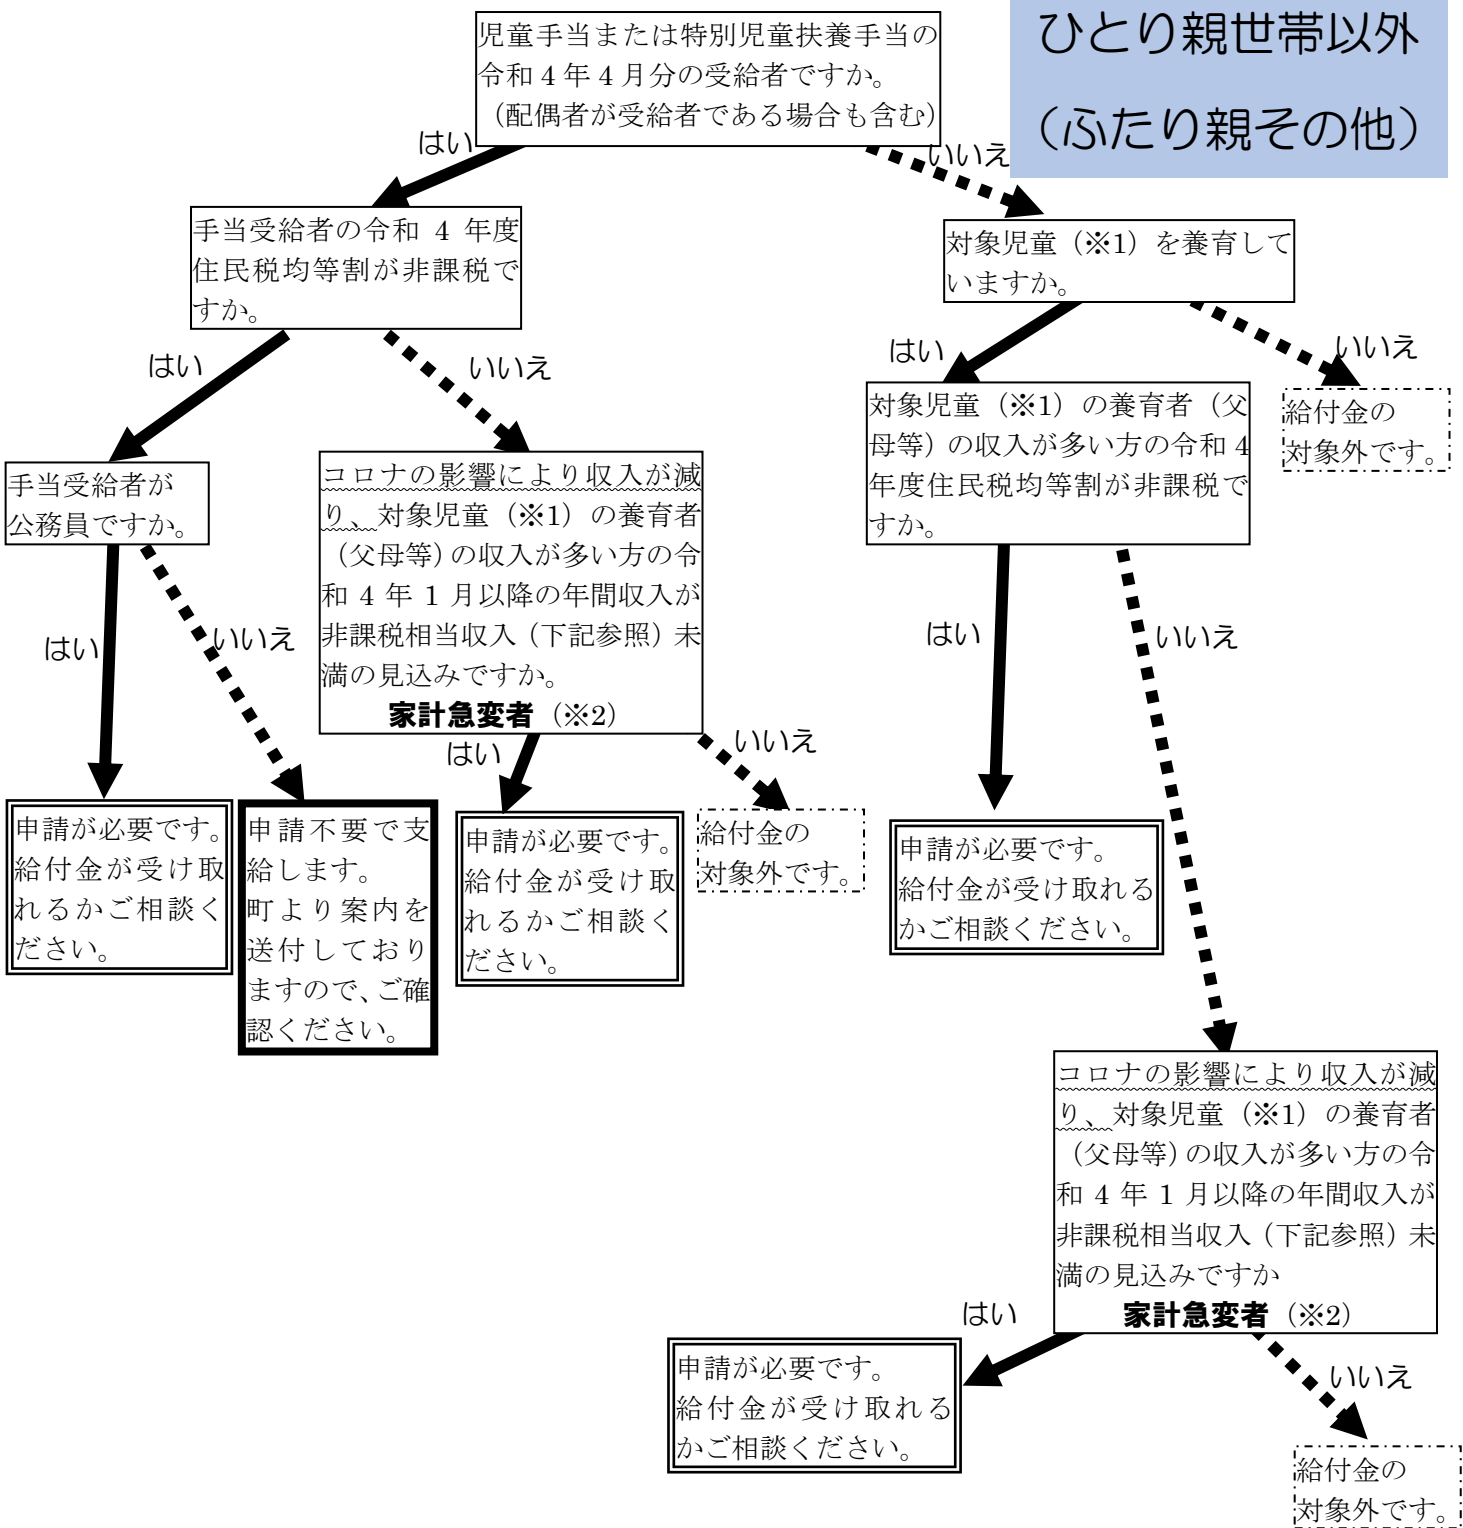 ひとり親世帯以外
（ふたり親その他）
児童手当または特別児童扶養手当の
令和 4 年 4 月分の受給者ですか。
（配偶者が受給者である場合も含む）
はい
いいえ
手当受給者の令和 4 年度
住民税均等割が非課税で
すか。
対象児童（※1）を養育して
いますか。
はい
いいえ
はい
いいえ
手当受給者が
公務員ですか。
コロナの影響により収入が減
り、対象児童（※1）の養育者
（父母等）の収入が多い方の令
和 4 年 1 月以降の年間収入が
非課税相当収入（下記参照）未
満の見込みですか。
家計急変者（※2）
対象児童（※1）の養育者（父
母等）の収入が多い方の令和 4
年度住民税均等割が非課税で
すか。
給付金の
対象外です。
はい
いいえ
はい
いいえ
はい
いいえ
申請が必要です。
給付金が受け取
れるかご相談く
ださい。
申請不要で支
給します。
町より案内を
送付しており
ますので、ご確
認ください。
申請が必要です。
給付金が受け取
れるかご相談く
ださい。
給付金の
対象外です。
申請が必要です。
給付金が受け取れる
かご相談ください。
コロナの影響により収入が減
り、対象児童（※1）の養育者
（父母等）の収入が多い方の令
和 4 年 1 月以降の年間収入が
非課税相当収入（下記参照）未
満の見込みですか
家計急変者（※2）
はい
いいえ
申請が必要です。
給付金が受け取れる
かご相談ください。
給付金の
対象外です。